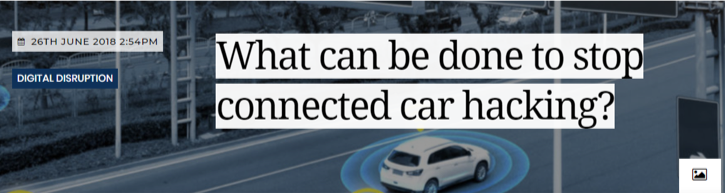 26TH JUNE 2018 2:54PM
What can be done to stop
connected car hacking?
DIGITAL DISRUPTION